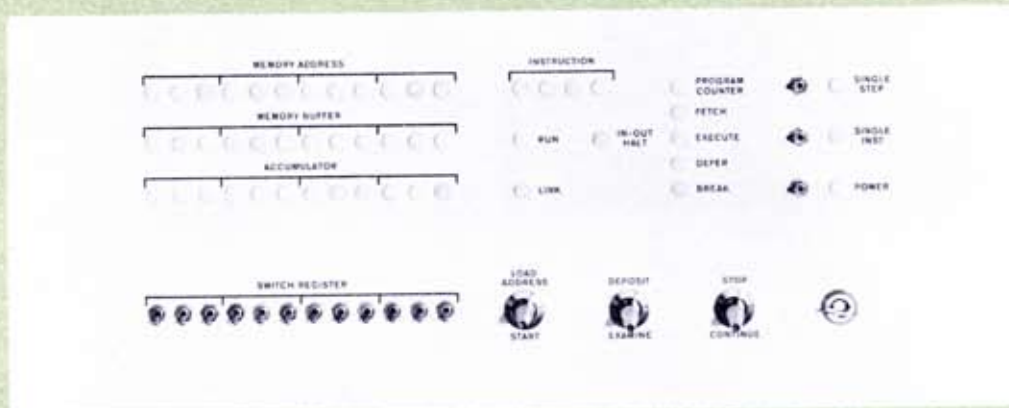 MEMORY ADDRESS
INSTRUCTION
PROGRAM
COUNTER
SINGLE
STEP
MEMORY BUFFER
FETCH
RUN
IN-OUT
HALT
EXECUTE
SINGLE
INST
ACCUMULATOR
DEFER
LINK
BREAK
POWER
SWITCH REGISTER
LOAD
ADDRESS
DEPOSIT
STOP
START
EXAMINE
CONTINUE